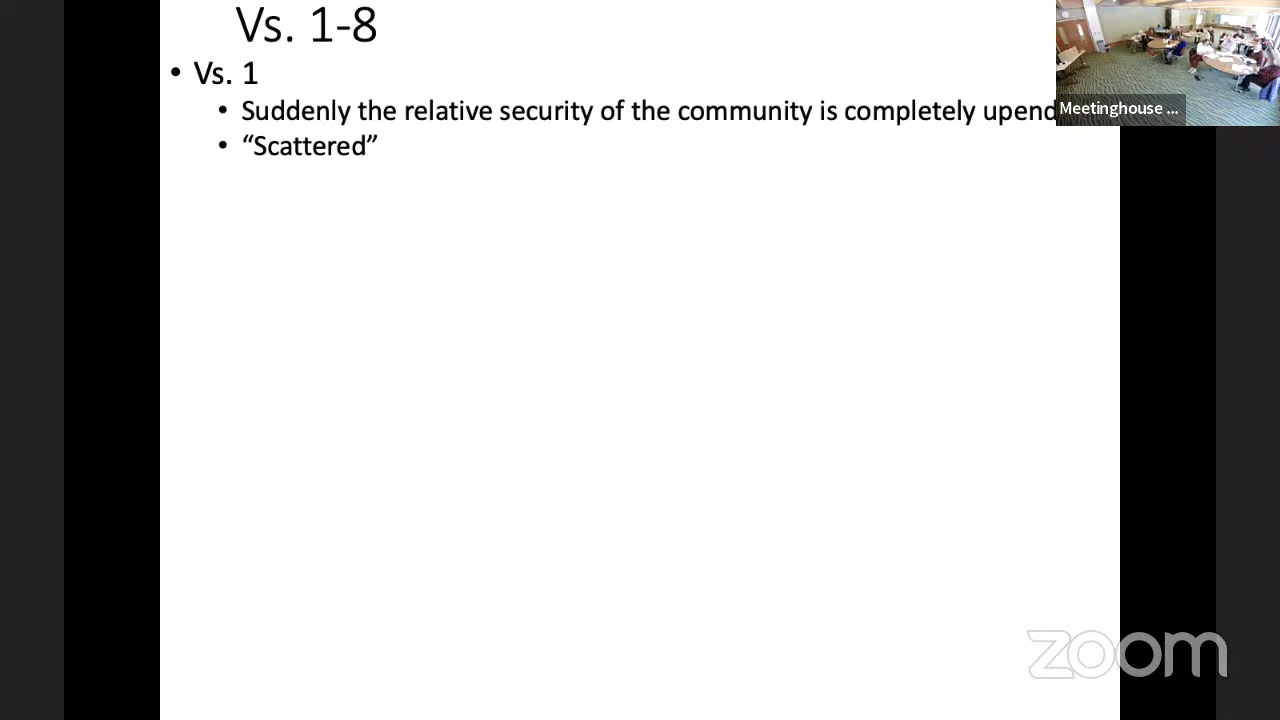 Vs. 1-8
• Vs. 1
• Suddenly the relative security of the community is completely upend
• “Scattered”
Meetinghouse ...
zoom